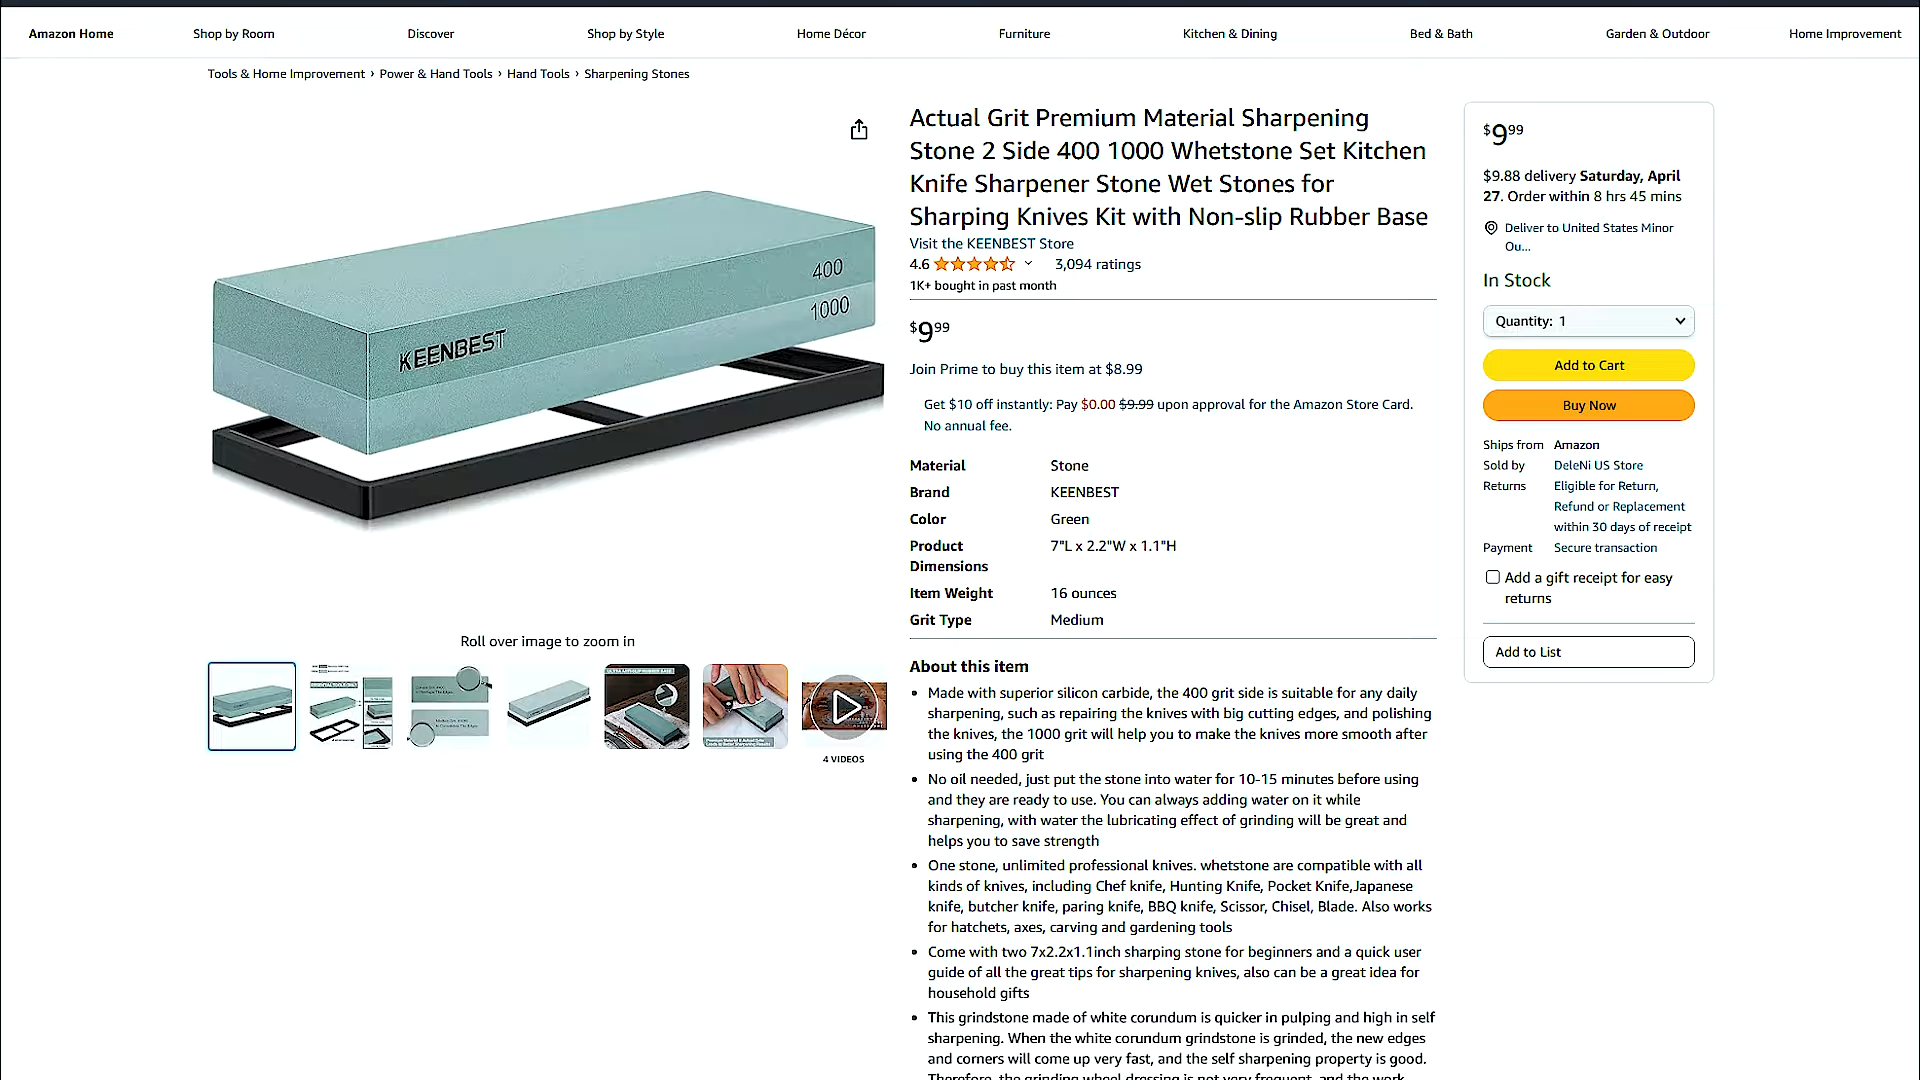 Amazon Home
Shop by Room
Discover
Shop by Style
Home Décor
Furniture
Kitchen & Dining
Bed & Bath
Garden & Outdoor
Home Improvement
Tools & Home Improvement › Power & Hand Tools › Hand Tools › Sharpening Stones
400
1000
KEENBEST
Roll over image to zoom in
4 VIDEOS
Actual Grit Premium Material Sharpening
Stone 2 Side 400 1000 Whetstone Set Kitchen
Knife Sharpener Stone Wet Stones for
Sharping Knives Kit with Non-slip Rubber Base
Visit the KEENBEST Store
4.6 3,094 ratings
1K+ bought in past month
$9.99
Join Prime to buy this item at $8.99
Get $10 off instantly: Pay $0.00 $9.99 upon approval for the Amazon Store Card.
No annual fee.
Material Stone
Brand KEENBEST
Color Green
Product Dimensions 7"L x 2.2"W x 1.1"H
Item Weight 16 ounces
Grit Type Medium
About this item
• Made with superior silicon carbide, the 400 grit side is suitable for any daily
sharpening, such as repairing the knives with big cutting edges, and polishing
the knives, the 1000 grit will help you to make the knives more smooth after
using the 400 grit
• No oil needed, just put the stone into water for 10-15 minutes before using
and they are ready to use. You can always adding water on it while
sharpening, with water the lubricating effect of grinding will be great and
helps you to save strength
• One stone, unlimited professional knives. whetstone are compatible with all
kinds of knives, including Chef knife, Hunting Knife, Pocket Knife,Japanese
knife, butcher knife, paring knife, BBQ knife, Scissor, Chisel, Blade. Also works
for hatchets, axes, carving and gardening tools
• Come with two 7x2.2x1.1inch sharping stone for beginners and a quick user
guide of all the great tips for sharpening knives, also can be a great idea for
household gifts
• This grindstone made of white corundum is quicker in pulping and high in self
sharpening. When the white corundum grindstone is grinded, the new edges
and corners will come up very fast, and the self sharpening property is good.
Therefore, the grinding wheel dressing is not very frequent, and the work
$9.99
$9.88 delivery Saturday, April
27. Order within 8 hrs 45 mins
Deliver to United States Minor
Ou...
In Stock
Quantity: 1
Add to Cart
Buy Now
Ships from Amazon
Sold by DeleNi US Store
Returns Eligible for Return,
Refund or Replacement
within 30 days of receipt
Payment Secure transaction
Add a gift receipt for easy
returns
Add to List